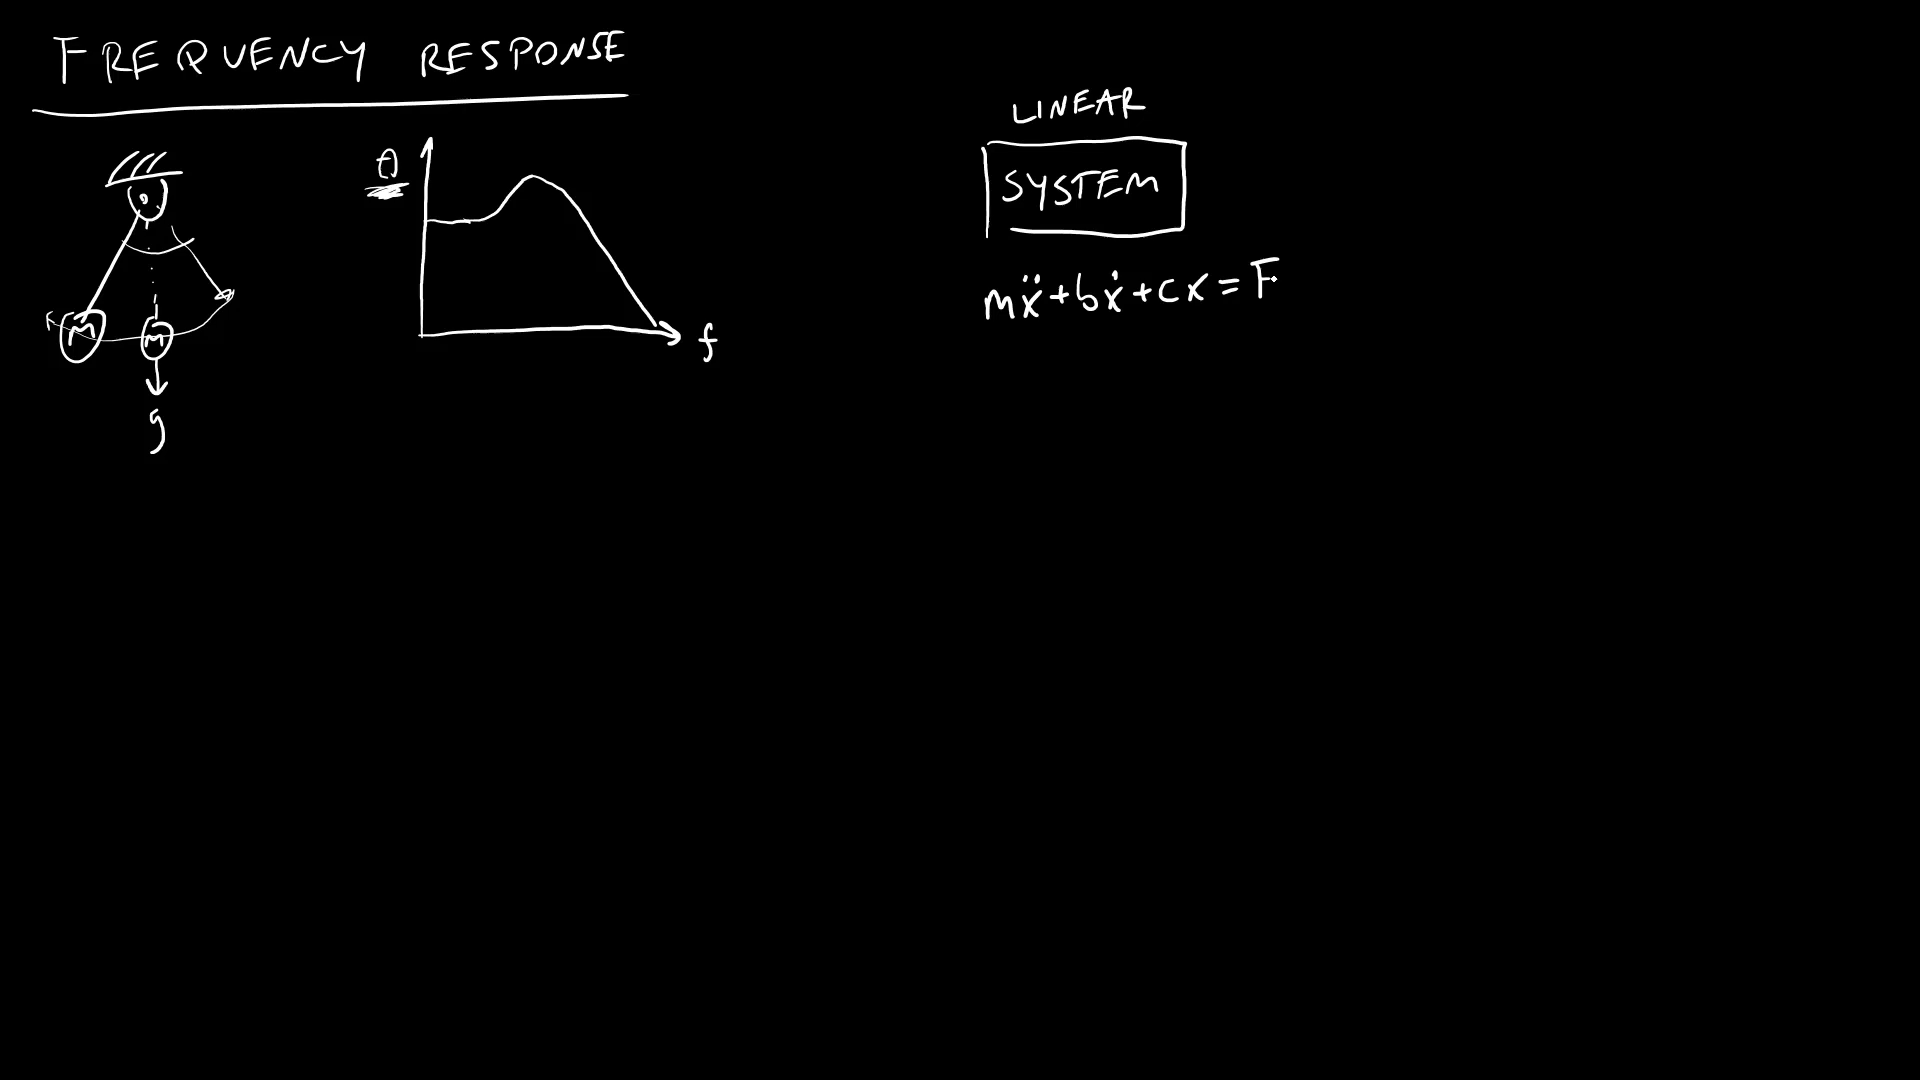 FREQUENCY RESPONSE
θ
f
M
M
g
LINEAR
SYSTEM
mẍ+bẋ+cx=F